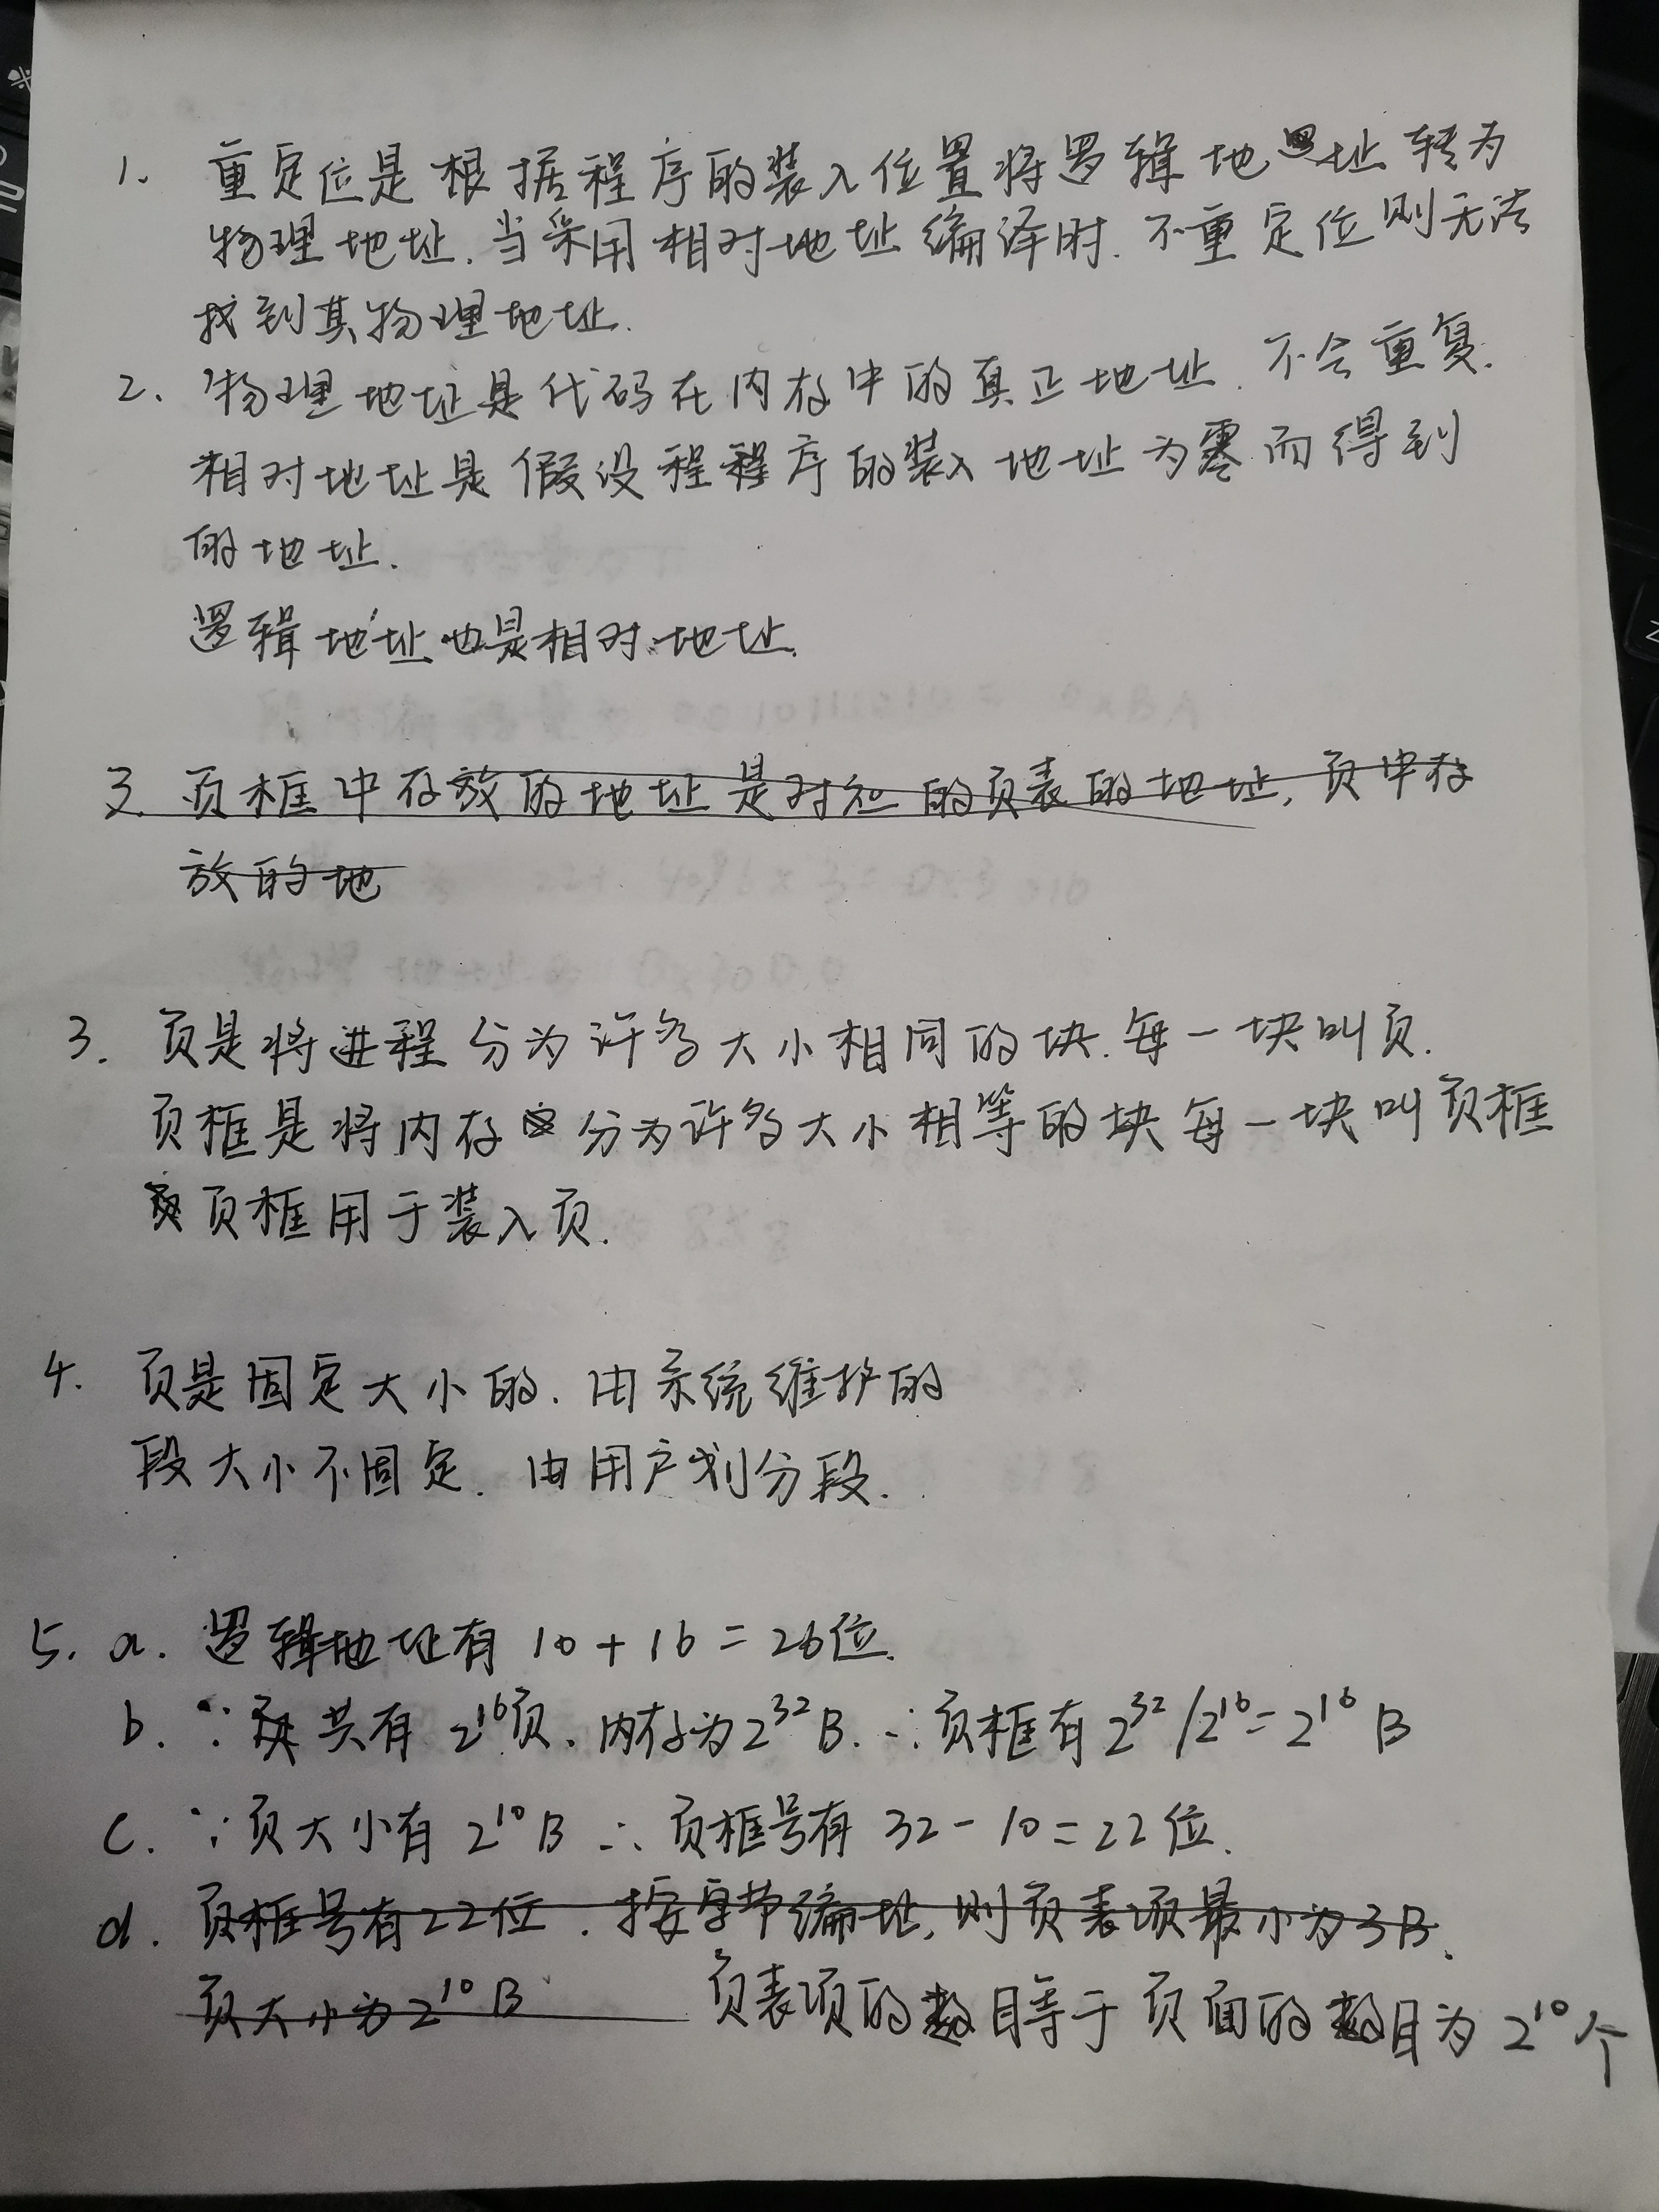 1. 重定位是根据程序的装入位置将逻辑地址转为
物理地址.当采用相对地址编译时.不重定位则无法
找到其物理地址.
2. 物理地址是代码在内存中的真正地址.不会重复.
相对地址是假设程程序的装入地址为零而得到
的地址.
逻辑地址也是相对地址.
3. 页框中存放的地址是对应的页表的地址,页中存
放的地
3. 页是将进程分为许多大小相同的块.每一块叫页.
页框是将内存分为许多大小相等的块每一块叫页框
页框用于装入页.
4. 页是固定大小的.由系统维护的
段大小不固定.由用户划分段.
5. a. 逻辑地址有 10+16=26位.
b. ∵共有 2^16页.内存为2^32 B. ∴页框有 2^32/2^16=2^16 B
c. ∵页大小有 2^10 B ∴页框号有 32-10=22位.
d. 页框号有22位.按字节编址,则页表项最小为3B.
页大小为2^10 B 页表项的数目等于页面的数目为 2^10个